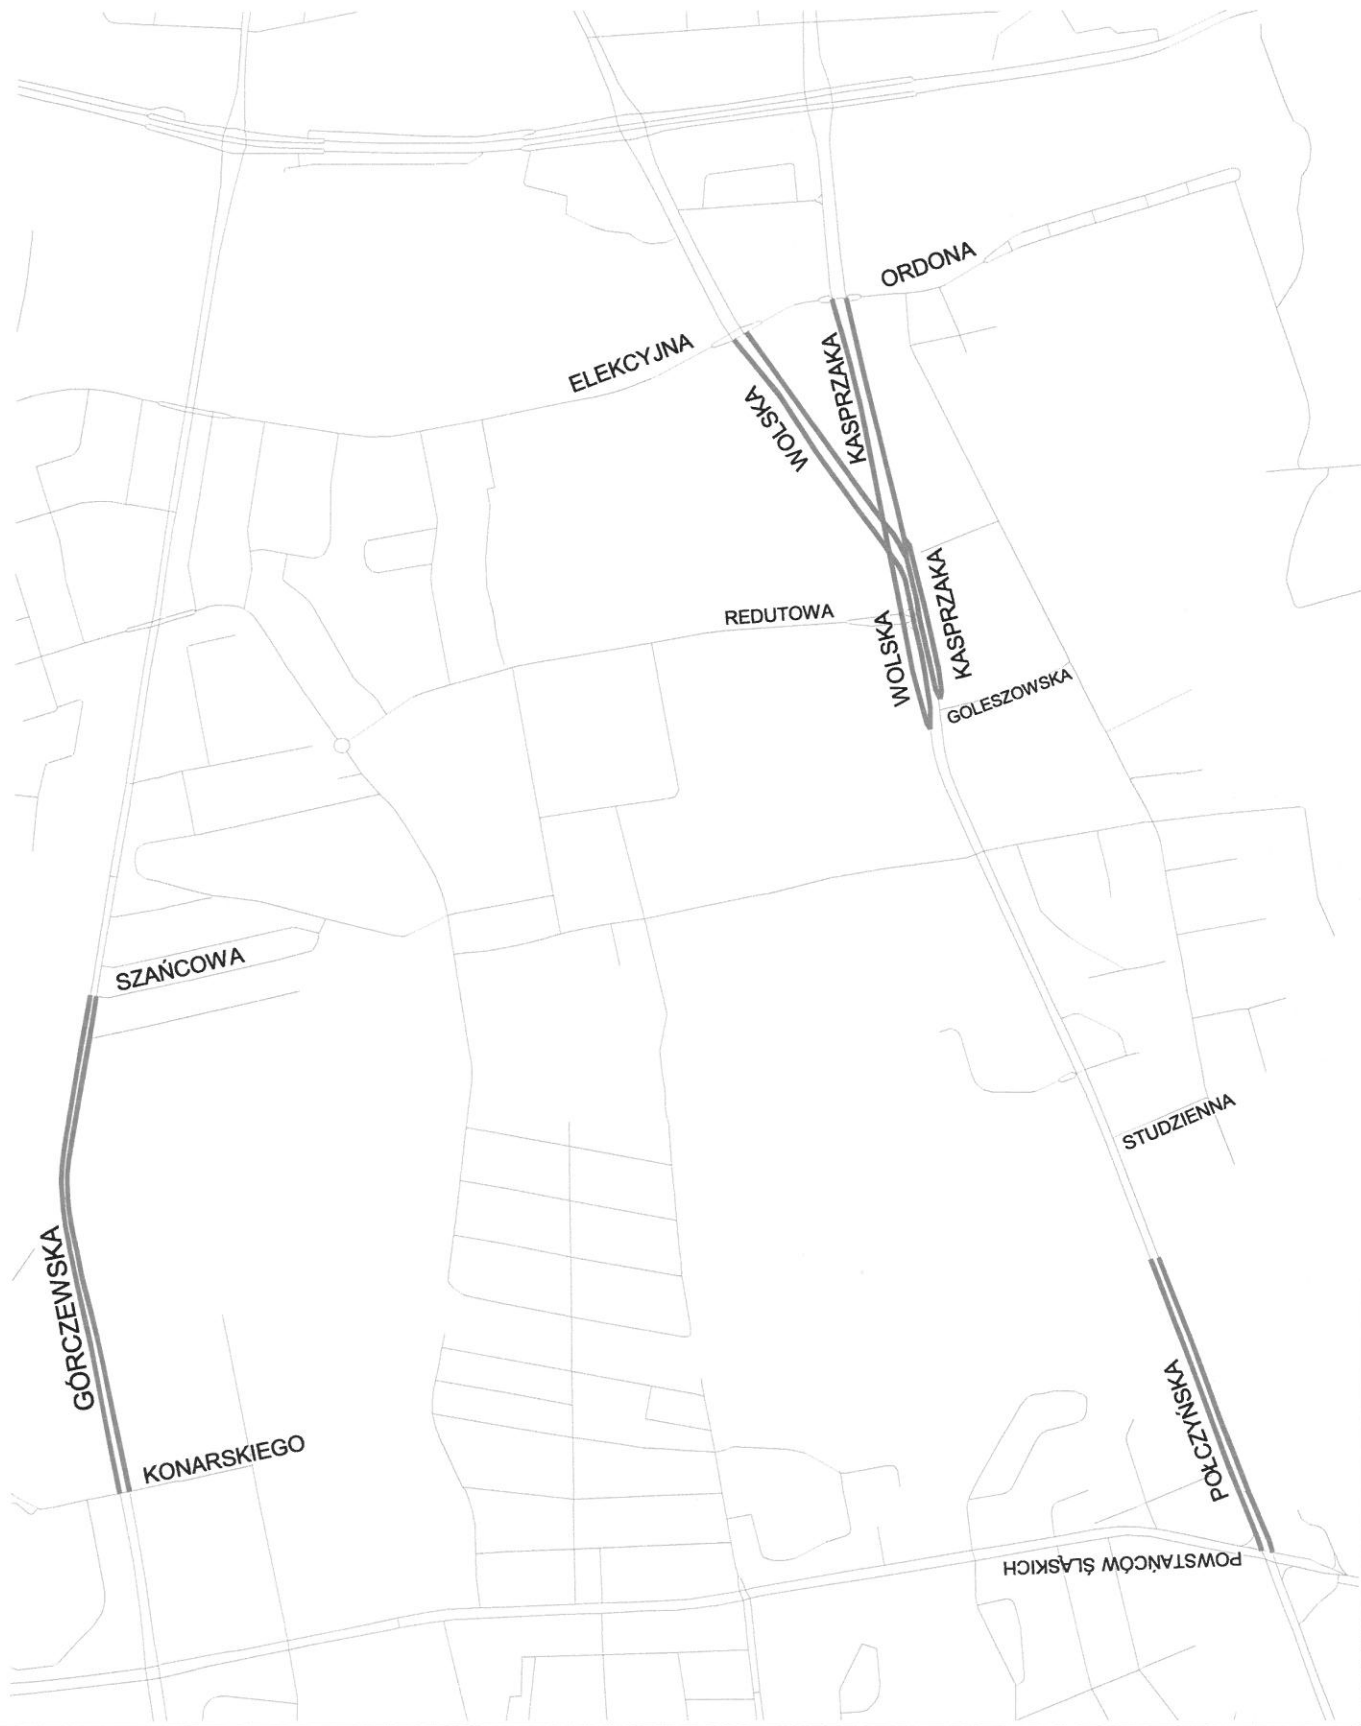 ORDONA
ELEKCYJNA
KASPRZAKA
WOLSKA
REDUTOWA
KASPRZAKA
WOLSKA
GOLESZOWSKA
SZAŃCOWA
STUDZIENNA
GÓRCZEWSKA
KONARSKIEGO
POŁCZYŃSKA
POWSTAŃCÓW ŚLĄSKICH